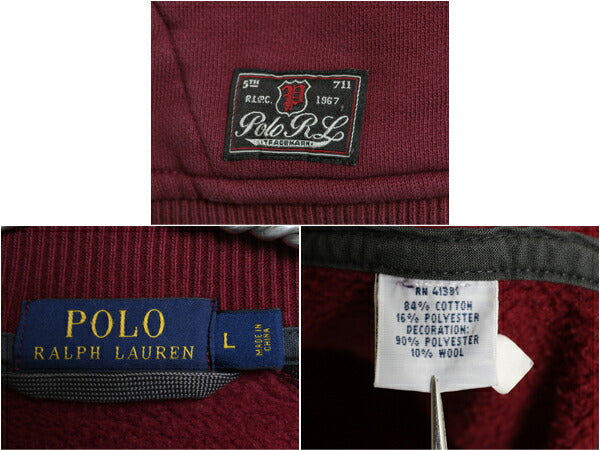 5TH 711
P
R.L.P.C. 1967
Polo R L
TRADEMARK
POLO
RALPH LAUREN
L
MADE IN
CHINA
RN 41381
84% COTTON
16% POLYESTER
DECORATION:
90% POLYESTER
10% WOOL